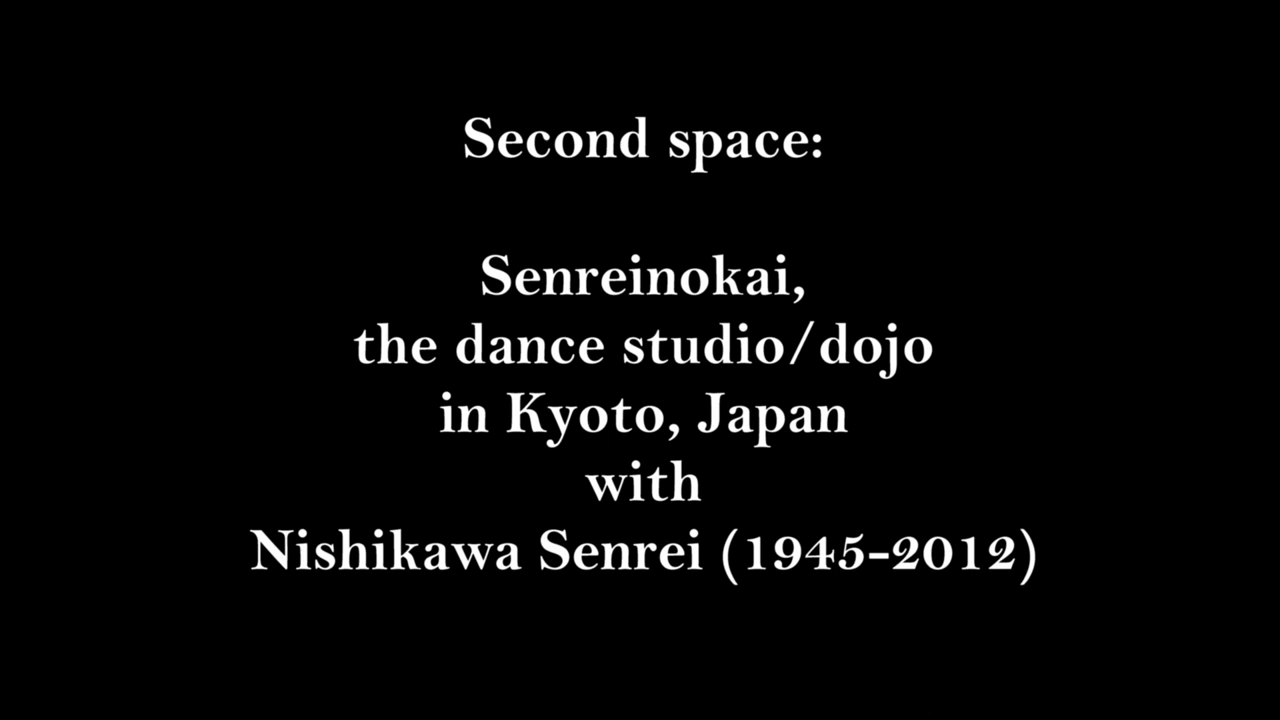 Second space:
Senreinokai,
the dance studio/dojo
in Kyoto, Japan
with
Nishikawa Senrei (1945-2012)